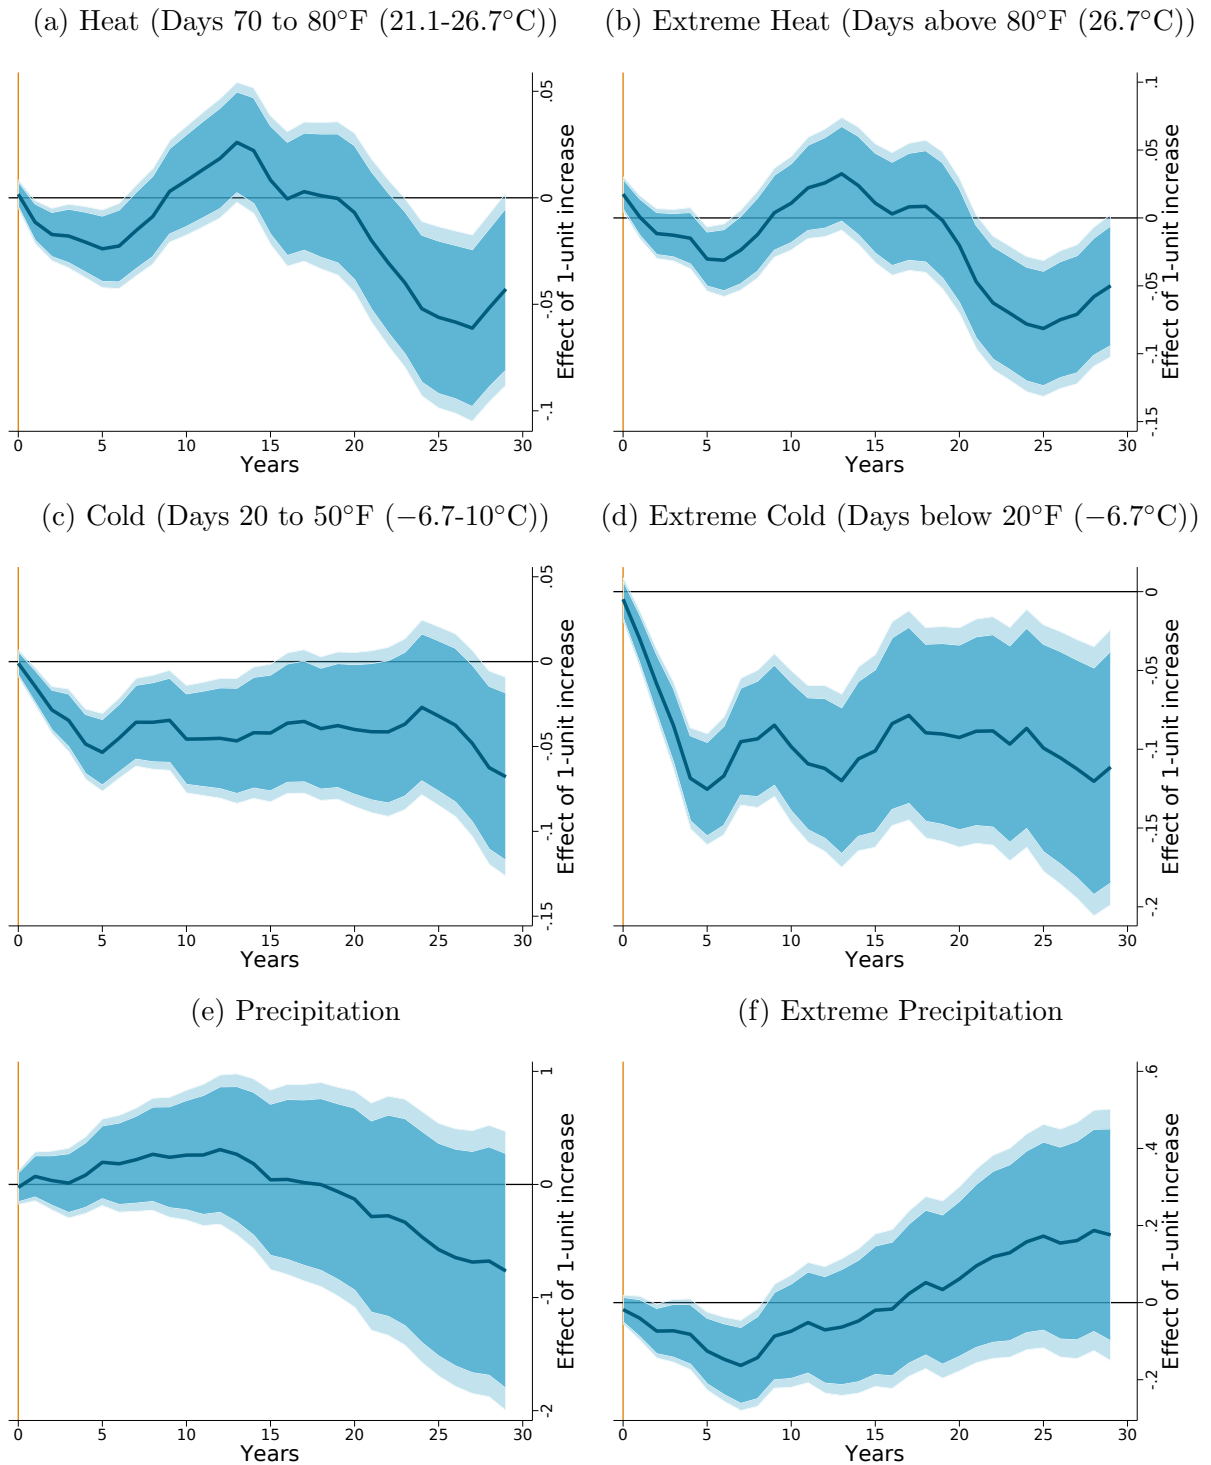 (a) Heat (Days 70 to 80°F (21.1-26.7°C))
.05
0
-.05
-.1
Effect of 1-unit increase
0 5 10 15 20 25 30
Years
(b) Extreme Heat (Days above 80°F (26.7°C))
.1
.05
0
-.05
-.1
-.15
Effect of 1-unit increase
0 5 10 15 20 25 30
Years
(c) Cold (Days 20 to 50°F (−6.7-10°C))
.05
0
-.05
-.1
-.15
Effect of 1-unit increase
0 5 10 15 20 25 30
Years
(d) Extreme Cold (Days below 20°F (−6.7°C))
0
-.05
-.1
-.15
-.2
Effect of 1-unit increase
0 5 10 15 20 25 30
Years
(e) Precipitation
1
0
-1
-2
Effect of 1-unit increase
0 5 10 15 20 25 30
Years
(f) Extreme Precipitation
.6
.4
.2
0
-.2
Effect of 1-unit increase
0 5 10 15 20 25 30
Years